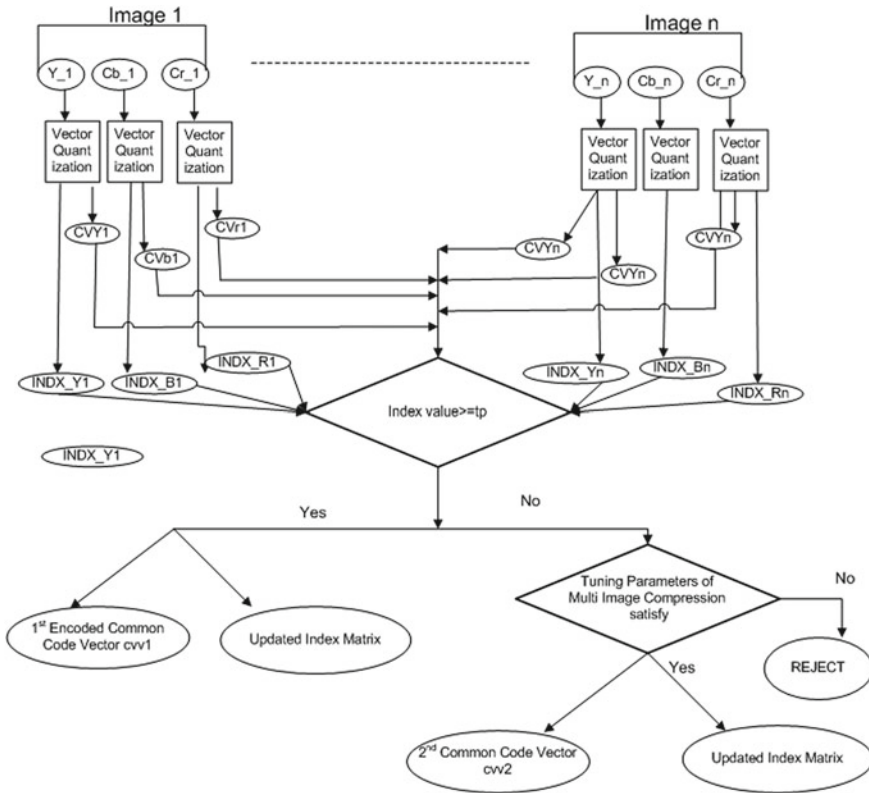 Image 1
Image n
Y_1
Cb_1
Cr_1
Y_n
Cb_n
Cr_n
Vector
Quant
ization
Vector
Quant
ization
Vector
Quant
ization
Vector
Quant
ization
Vector
Quant
ization
Vector
Quant
ization
CVY1
CVb1
CVr1
CVYn
CVYn
CVYn
INDX_Y1
INDX_B1
INDX_R1
INDX_Yn
INDX_Bn
INDX_Rn
Index value>=tp
INDX_Y1
Yes
No
1st Encoded Common
Code Vector cvv1
Updated Index Matrix
Tuning Parameters of
Multi Image Compression
satisfy
No
REJECT
Yes
2nd Common Code Vector
cvv2
Updated Index Matrix